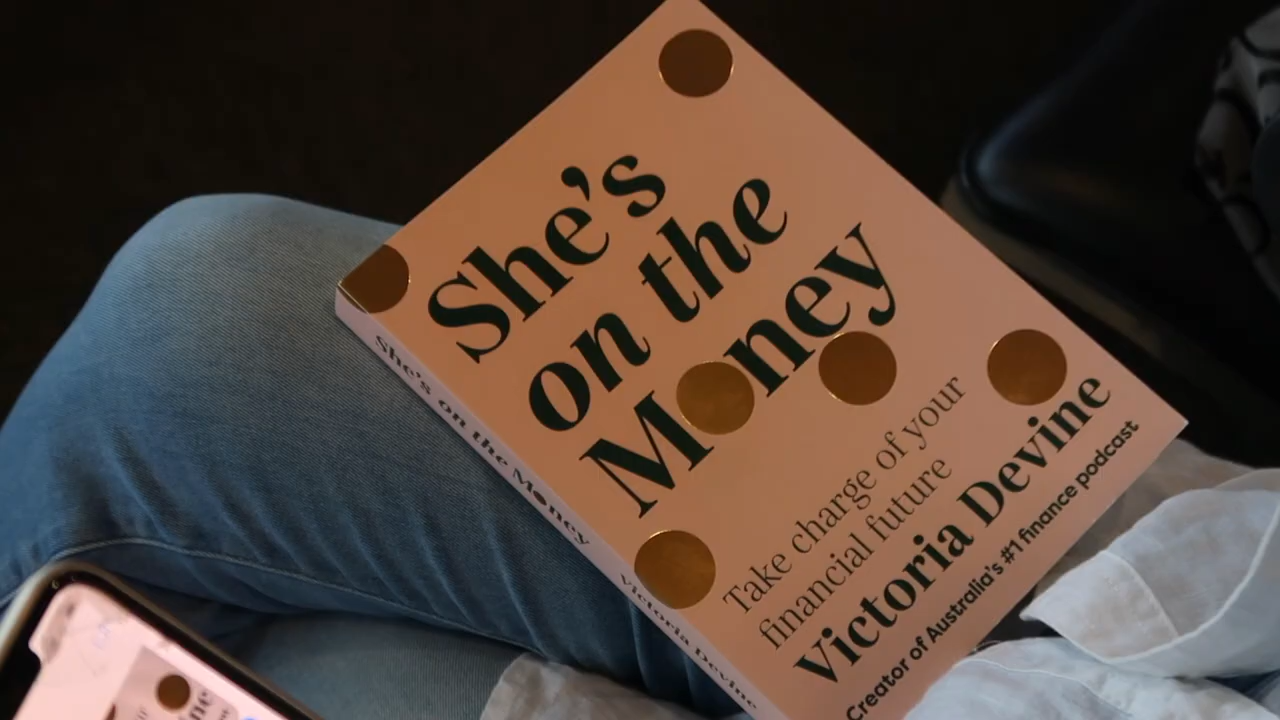 She's
on the
Money
Take charge of your
financial future
Victoria Devine
Creator of Australia's #1 finance podcast
She's on the Money
Victoria Devine